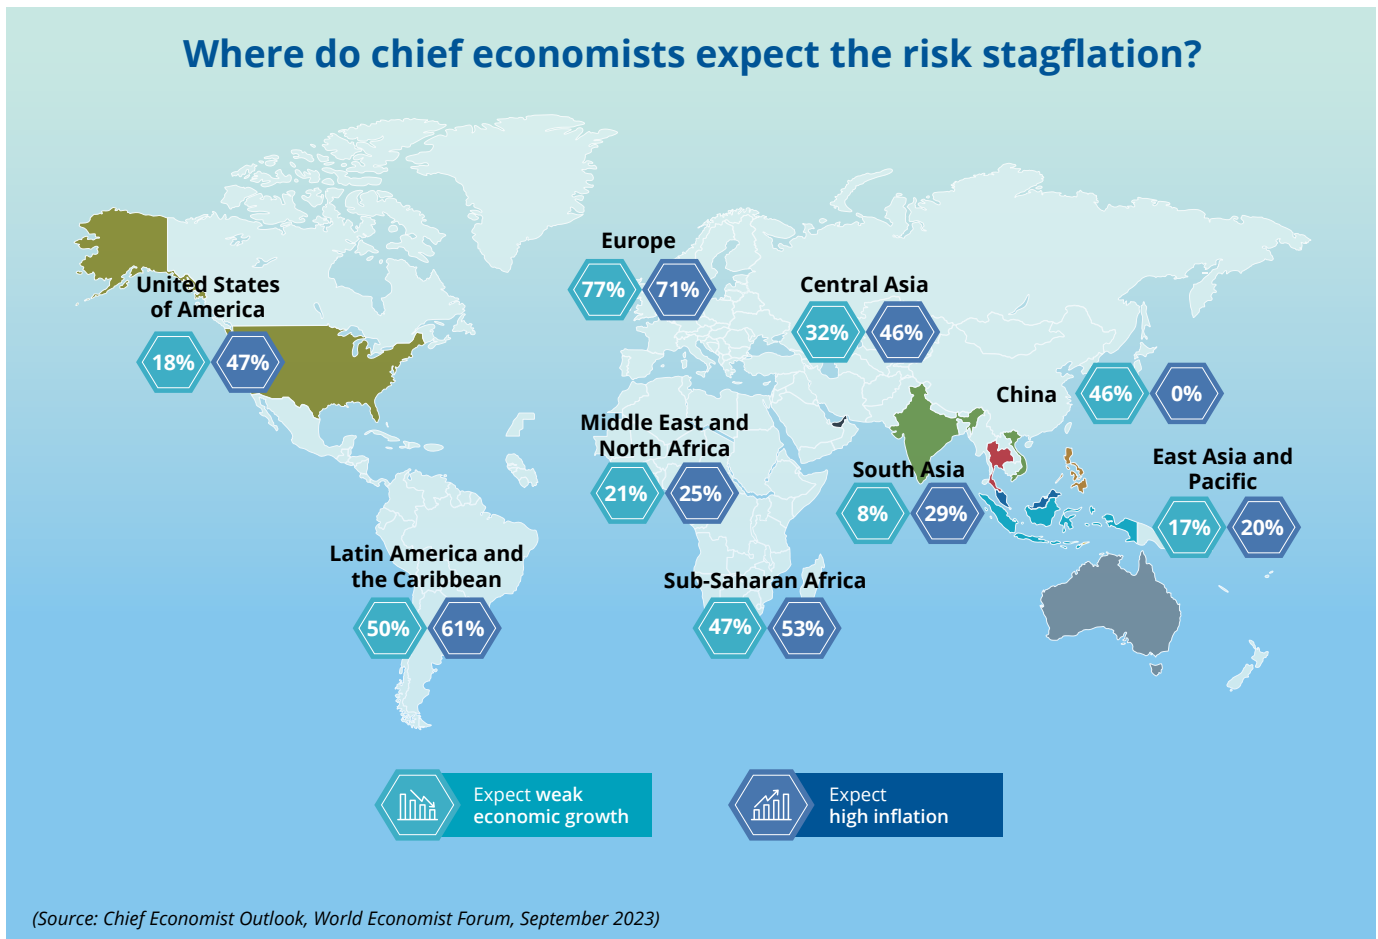 Where do chief economists expect the risk stagflation?
Europe
77% 71%
United States
of America
18% 47%
Central Asia
32% 46%
China 46% 0%
Middle East and
North Africa
21% 25%
South Asia
8% 29%
East Asia and
Pacific
17% 20%
Latin America and
the Caribbean
50% 61%
Sub-Saharan Africa
47% 53%
Expect weak
economic growth
Expect
high inflation
(Source: Chief Economist Outlook, World Economist Forum, September 2023)